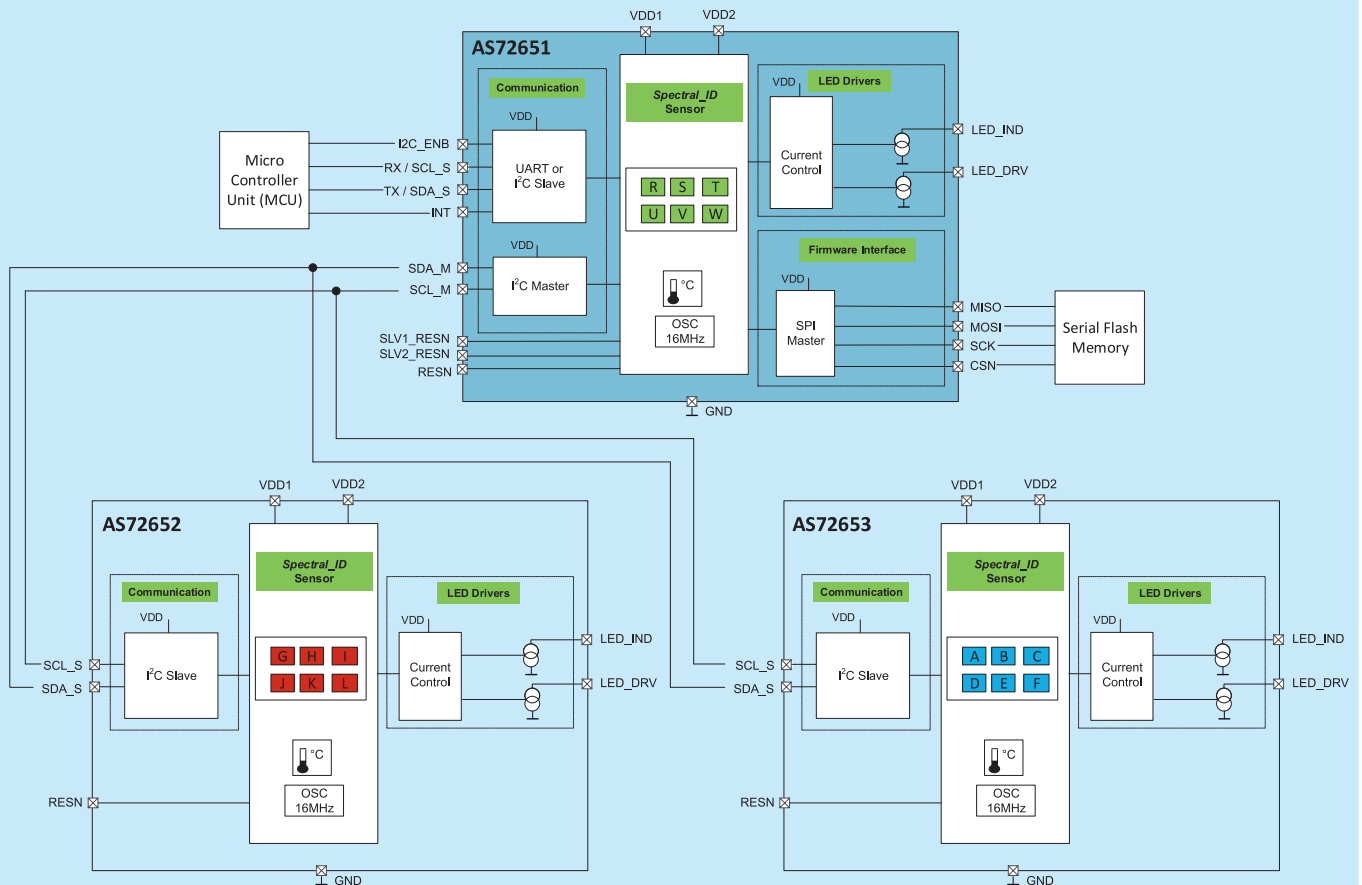 VDD1 VDD2
AS72651
Communication
VDD
UART or
I²C Slave
VDD
I²C Master
Spectral_ID
Sensor
R S T
U V W
°C
OSC
16MHz
LED Drivers
VDD
Current
Control
LED_IND
LED_DRV
Firmware Interface
VDD
SPI
Master
MISO
MOSI
SCK
CSN
Serial Flash
Memory
Micro
Controller
Unit (MCU)
I2C_ENB
RX / SCL_S
TX / SDA_S
INT
SDA_M
SCL_M
SLV1_RESN
SLV2_RESN
RESN
GND
VDD1 VDD2
AS72652
Communication
VDD
I²C Slave
SCL_S
SDA_S
RESN
Spectral_ID
Sensor
G H I
J K L
°C
OSC
16MHz
LED Drivers
VDD
Current
Control
LED_IND
LED_DRV
GND
VDD1 VDD2
AS72653
Communication
VDD
I²C Slave
SCL_S
SDA_S
RESN
Spectral_ID
Sensor
A B C
D E F
°C
OSC
16MHz
LED Drivers
VDD
Current
Control
LED_IND
LED_DRV
GND